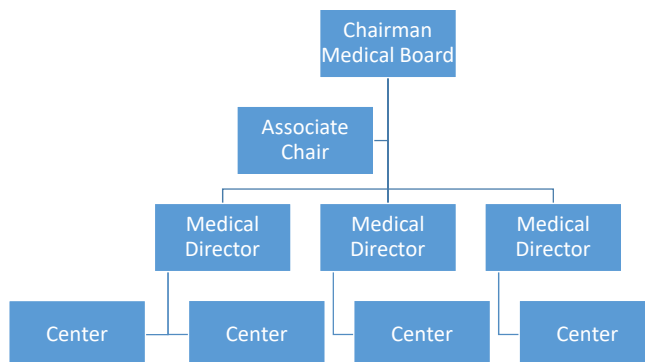 Chairman
Medical Board
Associate
Chair
Medical
Director
Medical
Director
Medical
Director
Center
Center
Center
Center